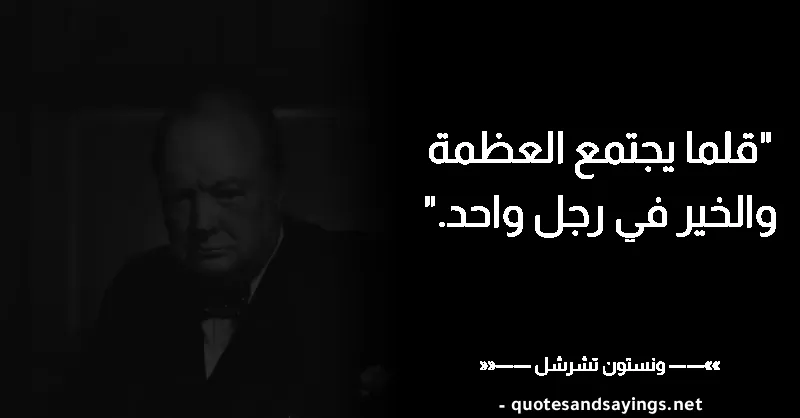 "قلما يجتمع العظمة
والخير في رجل واحد."
»»—— ونستون تشرشل ——««
- quotesandsayings.net